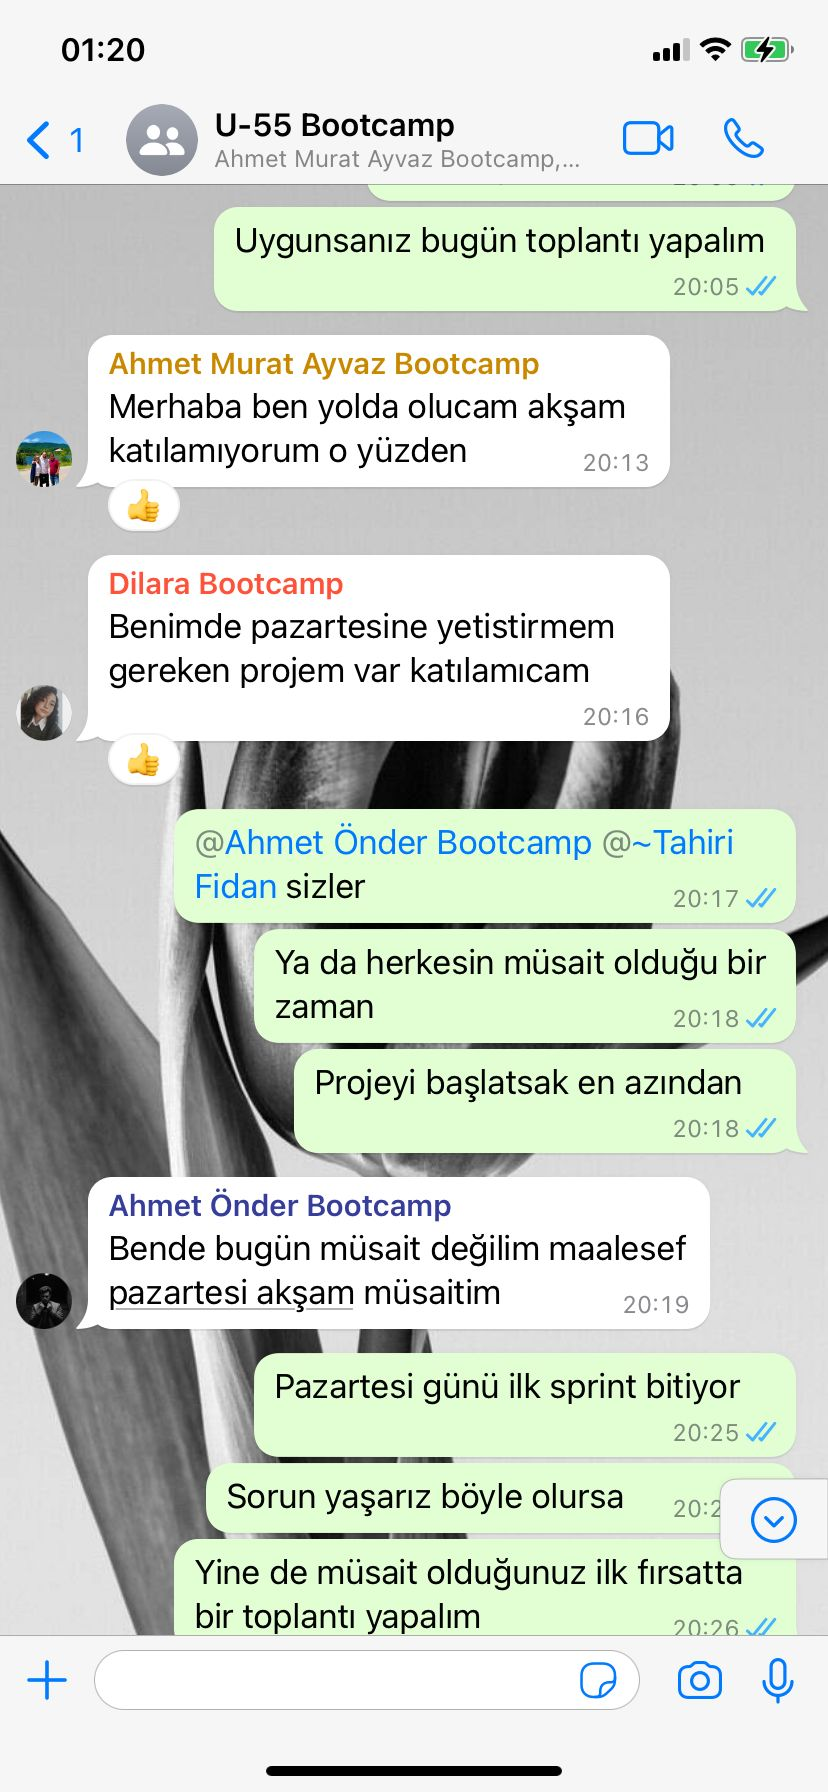 01:20
1
U-55 Bootcamp
Ahmet Murat Ayvaz Bootcamp,...
Uygunsanız bugün toplantı yapalım
20:05
Ahmet Murat Ayvaz Bootcamp
Merhaba ben yolda olucam akşam
katılamıyorum o yüzden
20:13
Dilara Bootcamp
Benimde pazartesine yetistirmem
gereken projem var katılamıcam
20:16
@Ahmet Önder Bootcamp @~Tahiri
Fidan sizler
20:17
Ya da herkesin müsait olduğu bir
zaman
20:18
Projeyi başlatsak en azından
20:18
Ahmet Önder Bootcamp
Bende bugün müsait değilim maalesef
pazartesi akşam müsaitim
20:19
Pazartesi günü ilk sprint bitiyor
20:25
Sorun yaşarız böyle olursa
Yine de müsait olduğunuz ilk fırsatta
bir toplantı yapalım
20:26